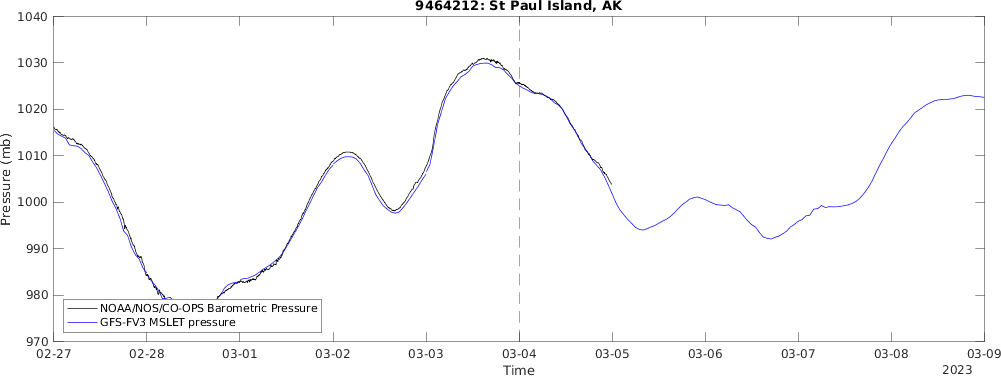 9464212: St Paul Island, AK
Pressure (mb)
1040
1030
1020
1010
1000
990
980
970
NOAA/NOS/CO-OPS Barometric Pressure
GFS-FV3 MSLET pressure
02-27 02-28 03-01 03-02 03-03 03-04 03-05 03-06 03-07 03-08 03-09
Time
2023